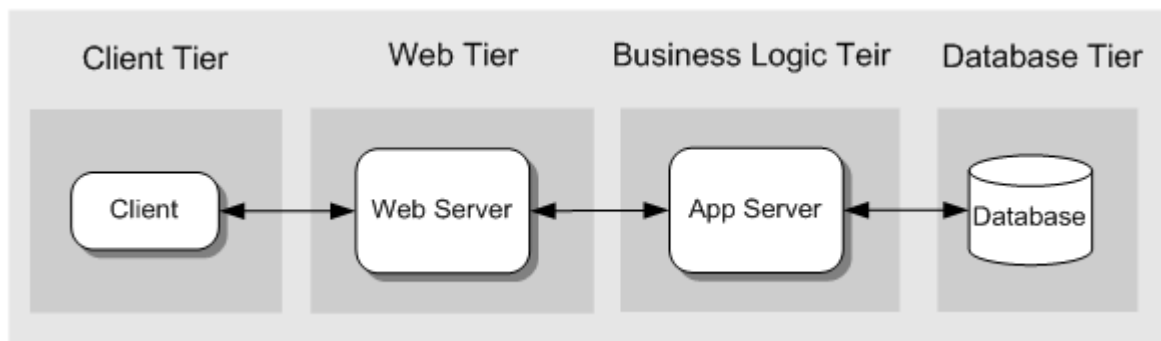 Client Tier
Web Tier
Business Logic Teir
Database Tier
Client
Web Server
App Server
Database